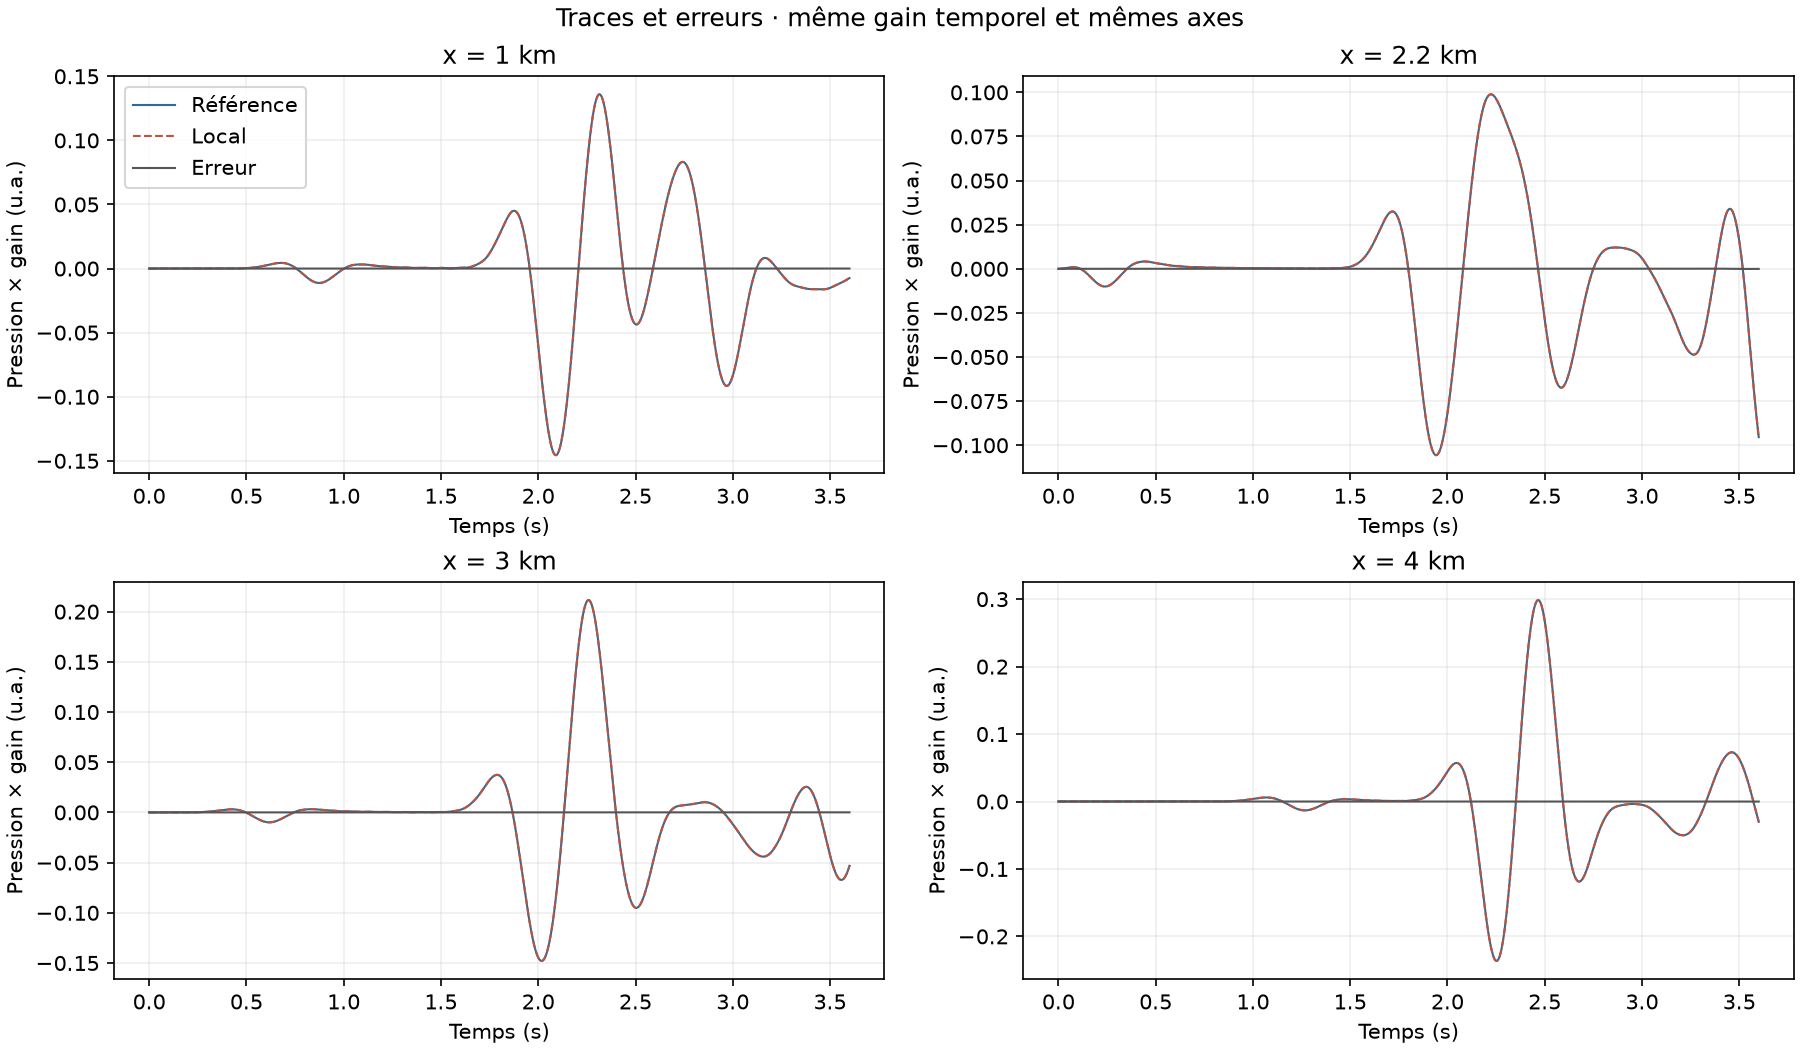 Traces et erreurs · même gain temporel et mêmes axes
x = 1 km
Pression × gain (u.a.)
0.15
0.10
0.05
0.00
−0.05
−0.10
−0.15
Référence
Local
Erreur
0.0 0.5 1.0 1.5 2.0 2.5 3.0 3.5
Temps (s)
x = 2.2 km
Pression × gain (u.a.)
0.100
0.075
0.050
0.025
0.000
−0.025
−0.050
−0.075
−0.100
0.0 0.5 1.0 1.5 2.0 2.5 3.0 3.5
Temps (s)
x = 3 km
Pression × gain (u.a.)
0.20
0.15
0.10
0.05
0.00
−0.05
−0.10
−0.15
0.0 0.5 1.0 1.5 2.0 2.5 3.0 3.5
Temps (s)
x = 4 km
Pression × gain (u.a.)
0.3
0.2
0.1
0.0
−0.1
−0.2
0.0 0.5 1.0 1.5 2.0 2.5 3.0 3.5
Temps (s)